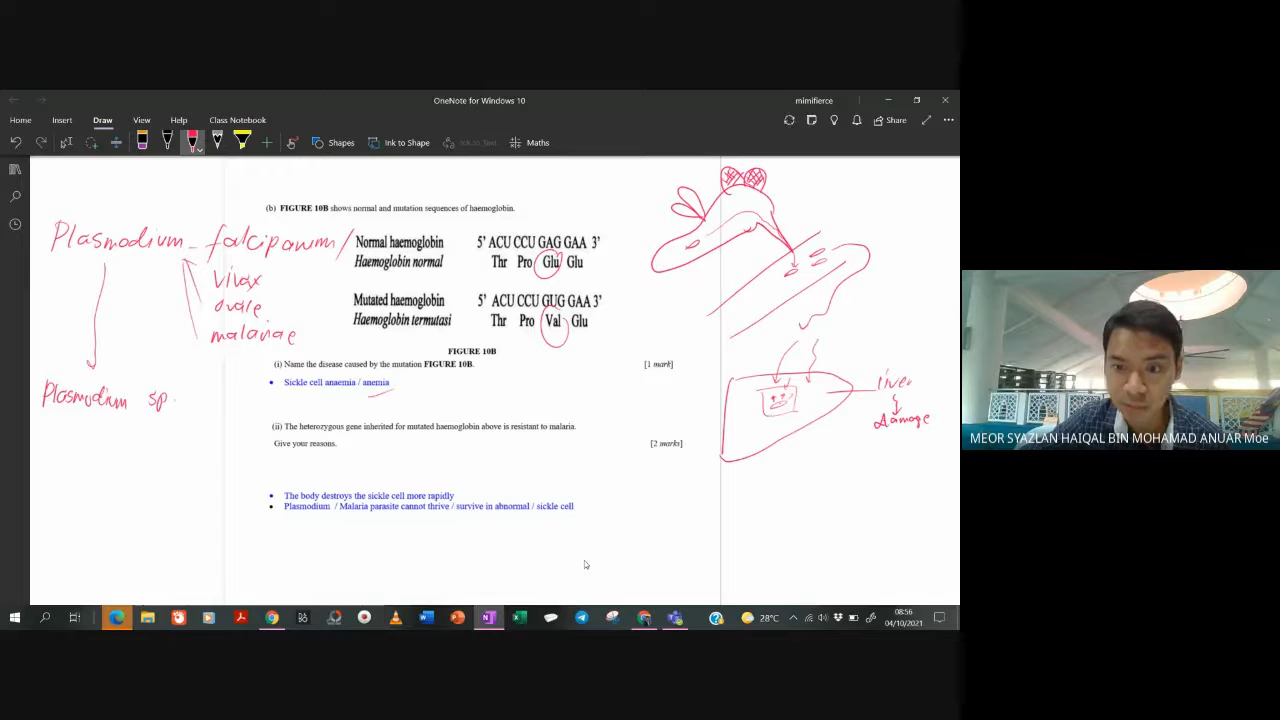 OneNote for Windows 10
mimifierce
Home Insert Draw View Help Class Notebook
Share
Shapes Ink to Shape Ink to Text Maths
(b) FIGURE 10B shows normal and mutation sequences of haemoglobin.
Plasmodium - falciparum /
vivax
ovale
malariae
Plasmodium sp.
Normal haemoglobin 5' ACU CCU GAG GAA 3'
Haemoglobin normal Thr Pro Glu Glu
Mutated haemoglobin 5' ACU CCU GUG GAA 3'
Haemoglobin termutasi Thr Pro Val Glu
FIGURE 10B
(i) Name the disease caused by the mutation FIGURE 10B. [1 mark]
• Sickle cell anaemia / anemia
(ii) The heterozygous gene inherited for mutated haemoglobin above is resistant to malaria.
Give your reasons. [2 marks]
• The body destroys the sickle cell more rapidly
• Plasmodium / Malaria parasite cannot thrive / survive in abnormal / sickle cell
liver
damage
MEOR SYAZLAN HAIQAL BIN MOHAMAD ANUAR Moe
28°C
08:56
04/10/2021